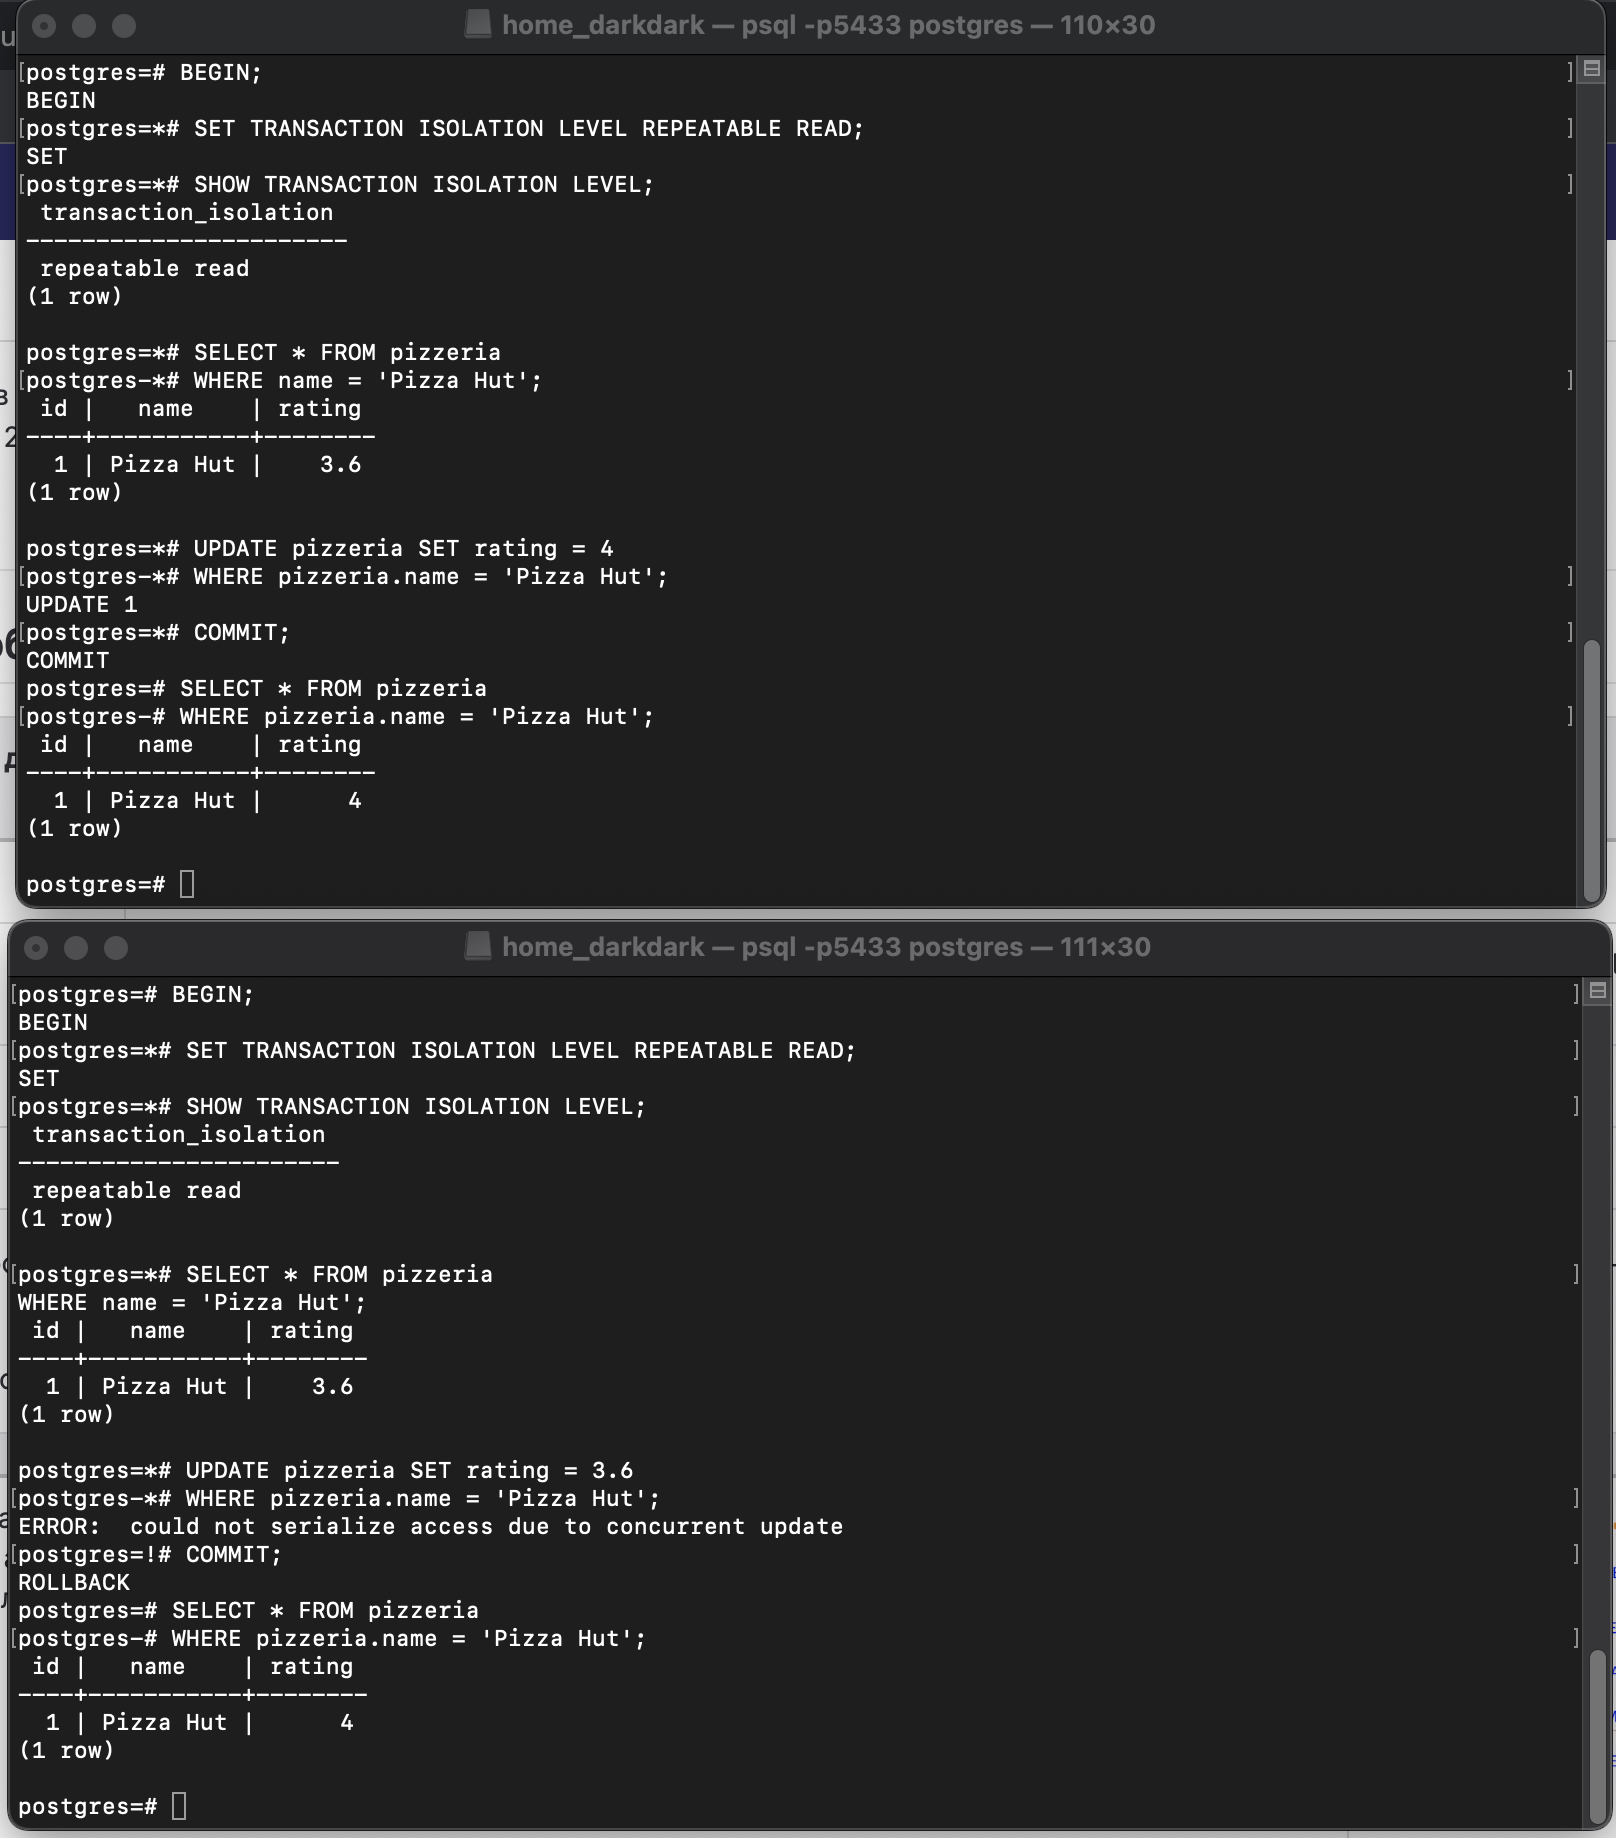 home_darkdark — psql -p5433 postgres — 110×30
[postgres=# BEGIN; ]
BEGIN
[postgres=*# SET TRANSACTION ISOLATION LEVEL REPEATABLE READ; ]
SET
[postgres=*# SHOW TRANSACTION ISOLATION LEVEL; ]
 transaction_isolation
-----------------------
 repeatable read
(1 row)
postgres=*# SELECT * FROM pizzeria
[postgres-*# WHERE name = 'Pizza Hut'; ]
 id |   name    | rating
----+-----------+--------
  1 | Pizza Hut |    3.6
(1 row)
postgres=*# UPDATE pizzeria SET rating = 4
[postgres-*# WHERE pizzeria.name = 'Pizza Hut'; ]
UPDATE 1
[postgres=*# COMMIT; ]
COMMIT
postgres=# SELECT * FROM pizzeria
[postgres-# WHERE pizzeria.name = 'Pizza Hut'; ]
 id |   name    | rating
----+-----------+--------
  1 | Pizza Hut |      4
(1 row)
postgres=#
home_darkdark — psql -p5433 postgres — 111×30
[postgres=# BEGIN; ]
BEGIN
[postgres=*# SET TRANSACTION ISOLATION LEVEL REPEATABLE READ; ]
SET
[postgres=*# SHOW TRANSACTION ISOLATION LEVEL; ]
 transaction_isolation
-----------------------
 repeatable read
(1 row)
[postgres=*# SELECT * FROM pizzeria ]
WHERE name = 'Pizza Hut';
 id |   name    | rating
----+-----------+--------
  1 | Pizza Hut |    3.6
(1 row)
postgres=*# UPDATE pizzeria SET rating = 3.6
[postgres-*# WHERE pizzeria.name = 'Pizza Hut'; ]
ERROR:  could not serialize access due to concurrent update
[postgres=!# COMMIT; ]
ROLLBACK
postgres=# SELECT * FROM pizzeria
[postgres-# WHERE pizzeria.name = 'Pizza Hut'; ]
 id |   name    | rating
----+-----------+--------
  1 | Pizza Hut |      4
(1 row)
postgres=#